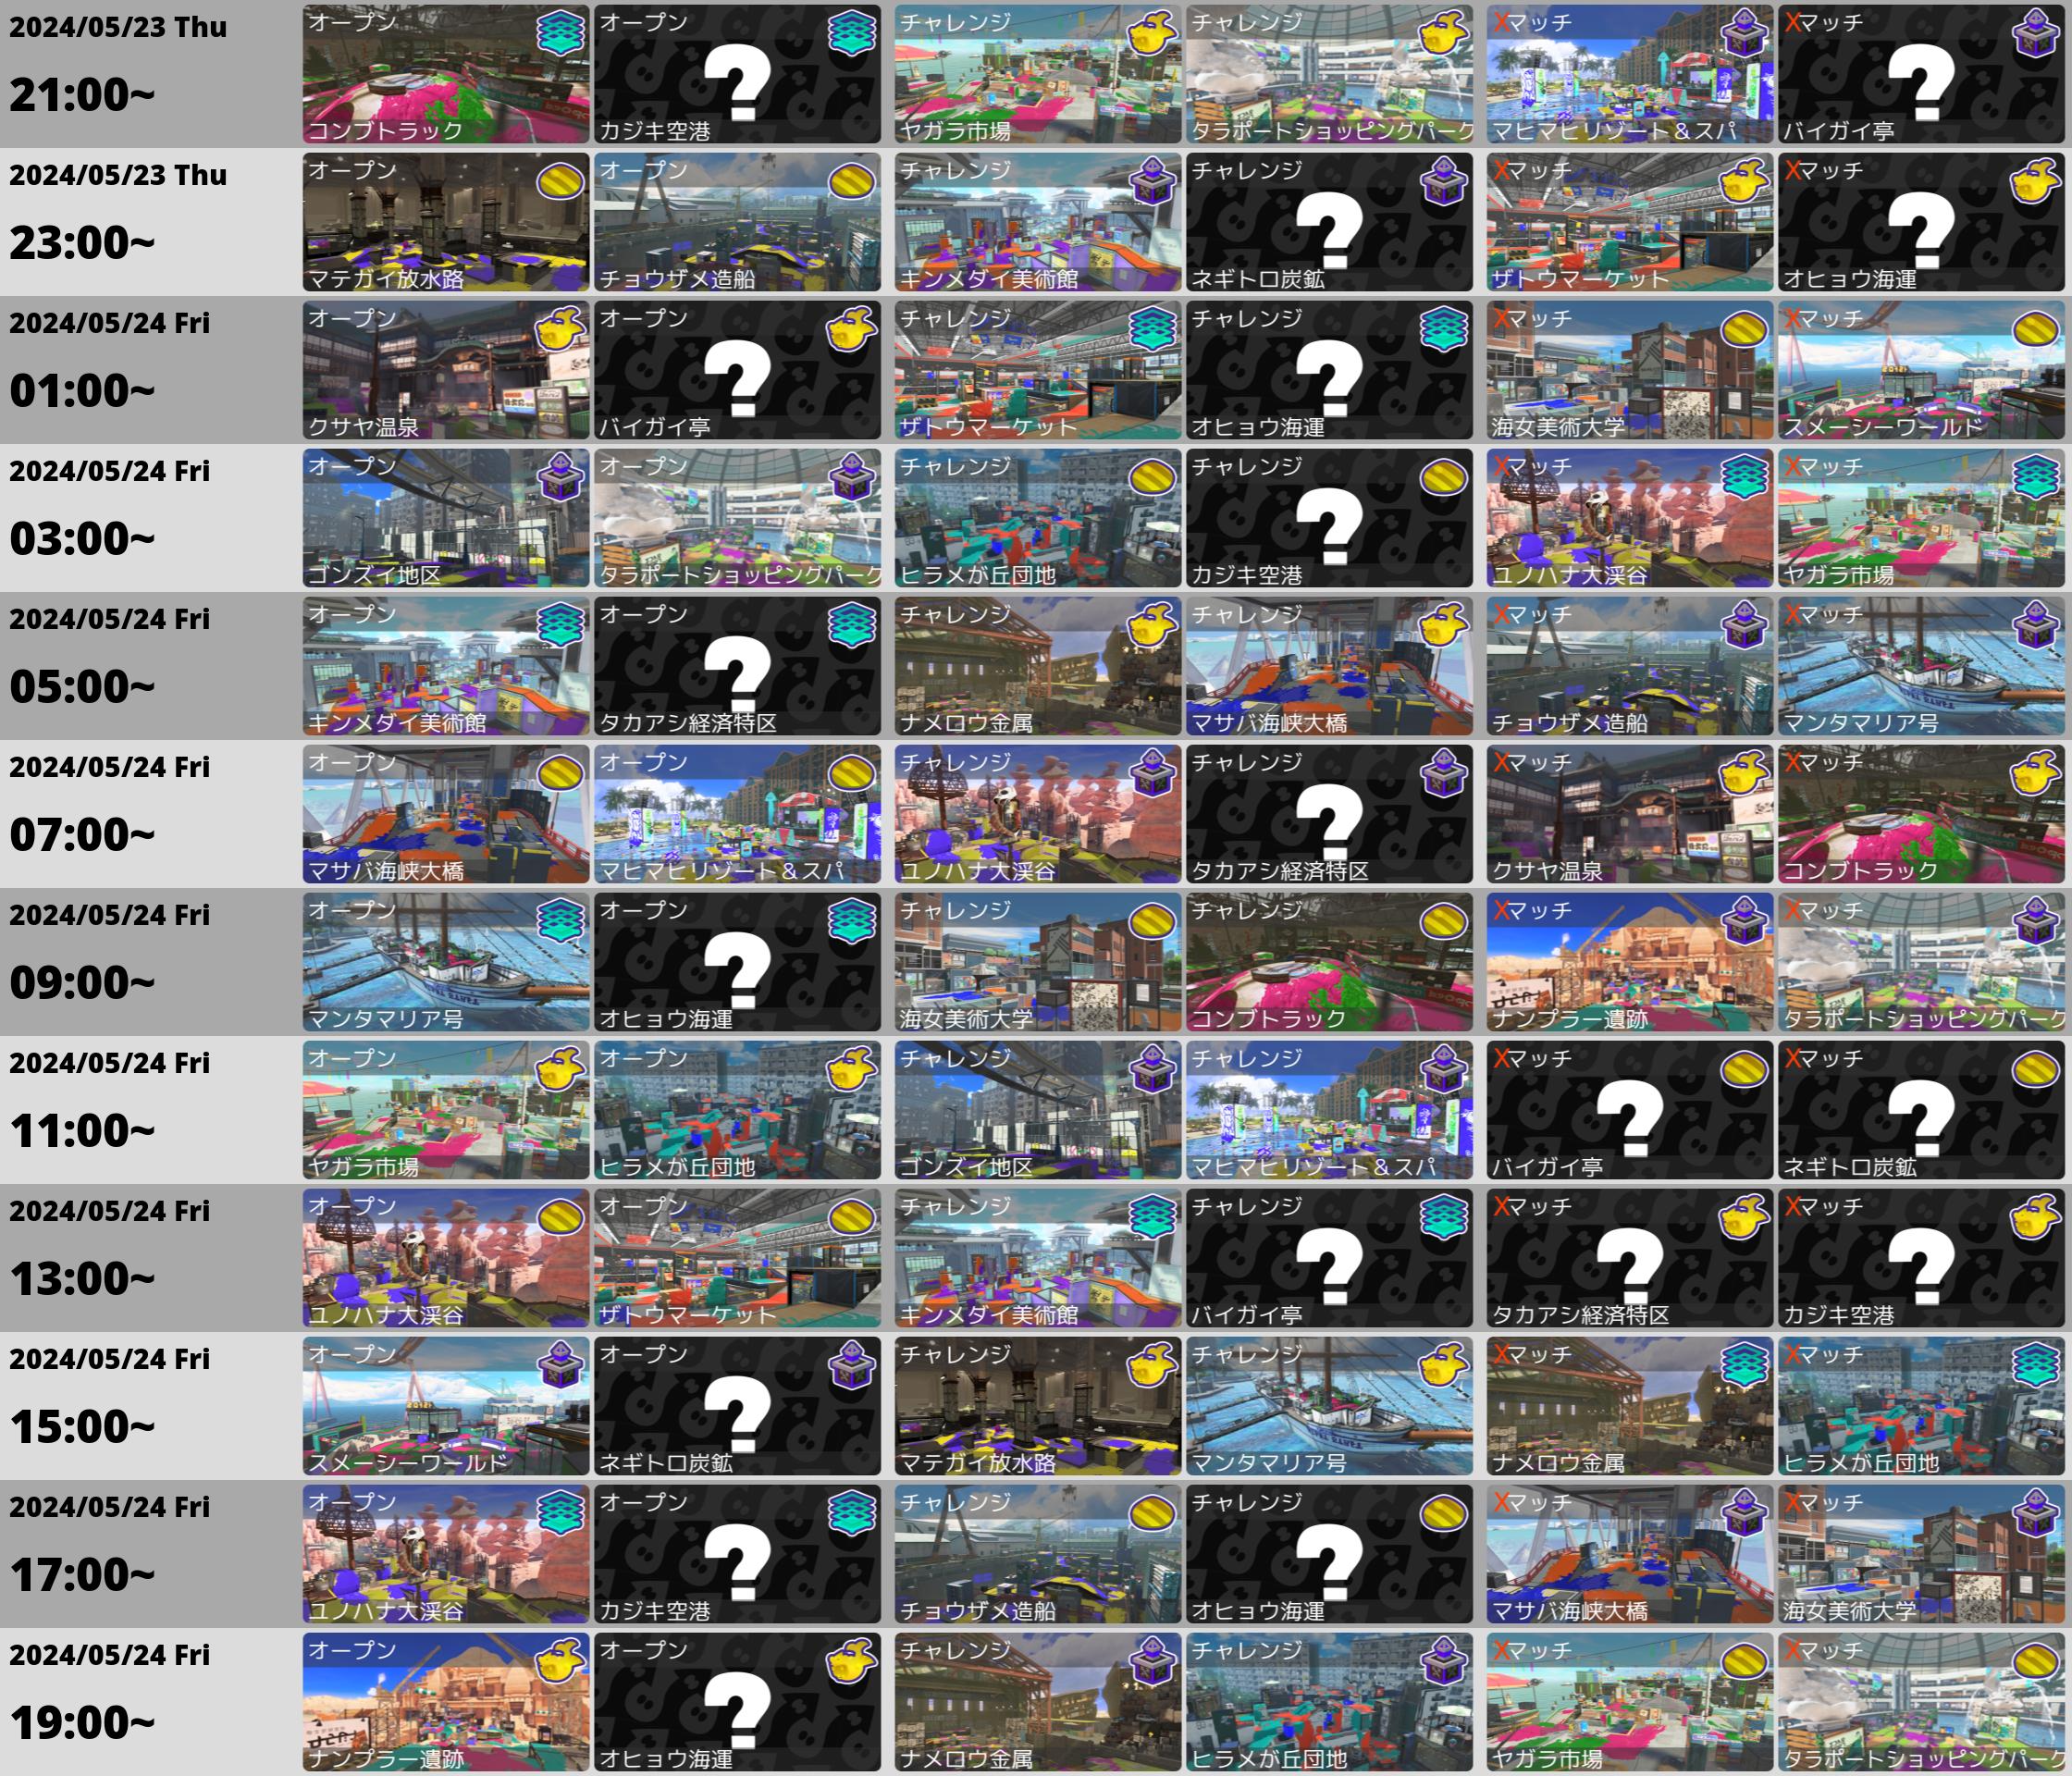 2024/05/23 Thu
21:00~
オープン オープン チャレンジ チャレンジ Xマッチ Xマッチ
コンブトラック カジキ空港 ヤガラ市場 タラポートショッピングパーク マヒマヒリゾート＆スパ バイガイ亭
2024/05/23 Thu
23:00~
オープン オープン チャレンジ チャレンジ Xマッチ Xマッチ
マテガイ放水路 チョウザメ造船 キンメダイ美術館 ネギトロ炭鉱 ザトウマーケット オヒョウ海運
2024/05/24 Fri
01:00~
オープン オープン チャレンジ チャレンジ Xマッチ Xマッチ
クサヤ温泉 バイガイ亭 ザトウマーケット オヒョウ海運 海女美術大学 スメーシーワールド
2024/05/24 Fri
03:00~
オープン オープン チャレンジ チャレンジ Xマッチ Xマッチ
ゴンズイ地区 タラポートショッピングパーク ヒラメが丘団地 カジキ空港 ユノハナ大渓谷 ヤガラ市場
2024/05/24 Fri
05:00~
オープン オープン チャレンジ チャレンジ Xマッチ Xマッチ
キンメダイ美術館 タカアシ経済特区 ナメロウ金属 マサバ海峡大橋 チョウザメ造船 マンタマリア号
2024/05/24 Fri
07:00~
オープン オープン チャレンジ チャレンジ Xマッチ Xマッチ
マサバ海峡大橋 マヒマヒリゾート＆スパ ユノハナ大渓谷 タカアシ経済特区 クサヤ温泉 コンブトラック
2024/05/24 Fri
09:00~
オープン オープン チャレンジ チャレンジ Xマッチ Xマッチ
マンタマリア号 オヒョウ海運 海女美術大学 コンブトラック ナンプラー遺跡 タラポートショッピングパーク
2024/05/24 Fri
11:00~
オープン オープン チャレンジ チャレンジ Xマッチ Xマッチ
ヤガラ市場 ヒラメが丘団地 ゴンズイ地区 マヒマヒリゾート＆スパ バイガイ亭 ネギトロ炭鉱
2024/05/24 Fri
13:00~
オープン オープン チャレンジ チャレンジ Xマッチ Xマッチ
ユノハナ大渓谷 ザトウマーケット キンメダイ美術館 バイガイ亭 タカアシ経済特区 カジキ空港
2024/05/24 Fri
15:00~
オープン オープン チャレンジ チャレンジ Xマッチ Xマッチ
スメーシーワールド ネギトロ炭鉱 マテガイ放水路 マンタマリア号 ナメロウ金属 ヒラメが丘団地
2024/05/24 Fri
17:00~
オープン オープン チャレンジ チャレンジ Xマッチ Xマッチ
ユノハナ大渓谷 カジキ空港 チョウザメ造船 オヒョウ海運 マサバ海峡大橋 海女美術大学
2024/05/24 Fri
19:00~
オープン オープン チャレンジ チャレンジ Xマッチ Xマッチ
ナンプラー遺跡 オヒョウ海運 ナメロウ金属 ヒラメが丘団地 ヤガラ市場 タラポートショッピングパーク